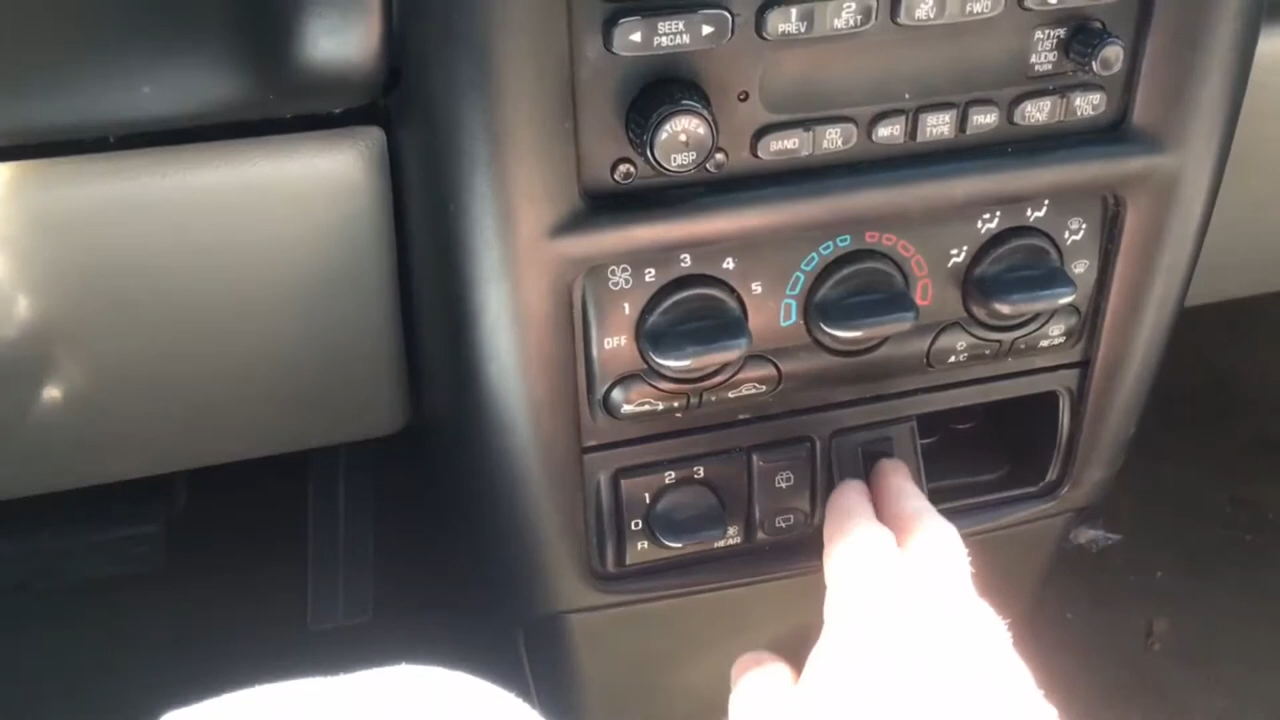 SEEK
PSCAN
1
PREV
2
NEXT
3
REV
FWD
P-TYPE
LIST
AUDIO
PUSH
TUNE
DISP
BAND
CD
AUX
INFO
SEEK
TYPE
TRAF
AUTO
TONE
AUTO
VOL
OFF
1
2
3
4
5
A/C
REAR
R
0
1
2
3
REAR